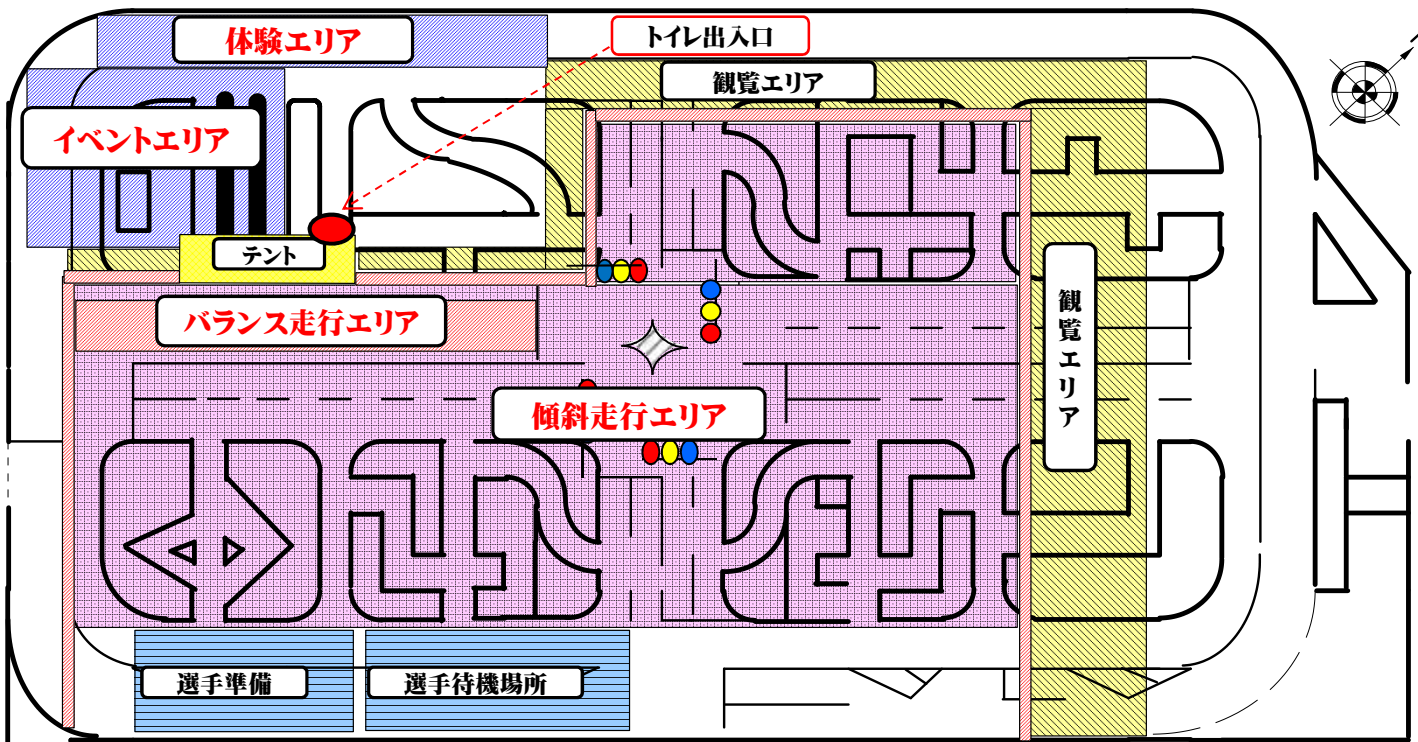 体験エリア
トイレ出入口
観覧エリア
イベントエリア
テント
バランス走行エリア
観覧エリア
傾斜走行エリア
選手準備
選手待機場所